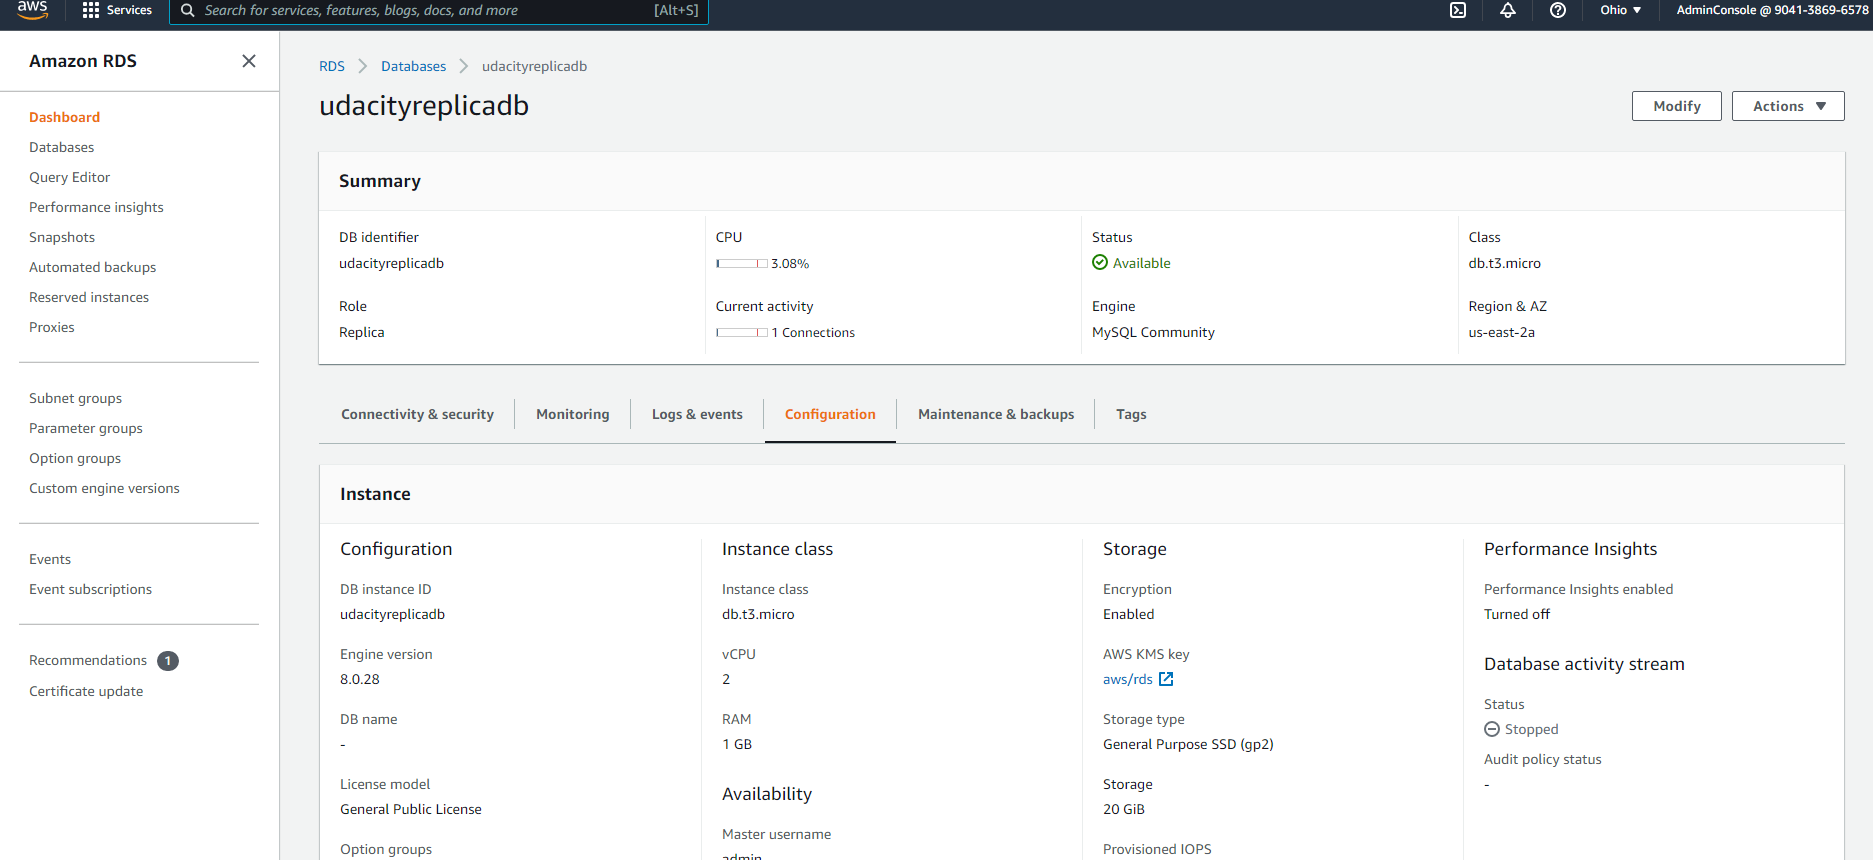 aws
Services
Search for services, features, blogs, docs, and more [Alt+S]
Ohio
AdminConsole @ 9041-3869-6578
Amazon RDS
Dashboard
Databases
Query Editor
Performance insights
Snapshots
Automated backups
Reserved instances
Proxies
Subnet groups
Parameter groups
Option groups
Custom engine versions
Events
Event subscriptions
Recommendations 1
Certificate update
RDS > Databases > udacityreplicadb
udacityreplicadb
Modify
Actions
Summary
DB identifier
udacityreplicadb
Role
Replica
CPU
3.08%
Current activity
1 Connections
Status
Available
Engine
MySQL Community
Class
db.t3.micro
Region & AZ
us-east-2a
Connectivity & security
Monitoring
Logs & events
Configuration
Maintenance & backups
Tags
Instance
Configuration
DB instance ID
udacityreplicadb
Engine version
8.0.28
DB name
-
License model
General Public License
Option groups
Instance class
Instance class
db.t3.micro
vCPU
2
RAM
1 GB
Availability
Master username
admin
Storage
Encryption
Enabled
AWS KMS key
aws/rds
Storage type
General Purpose SSD (gp2)
Storage
20 GiB
Provisioned IOPS
Performance Insights
Performance Insights enabled
Turned off
Database activity stream
Status
Stopped
Audit policy status
-